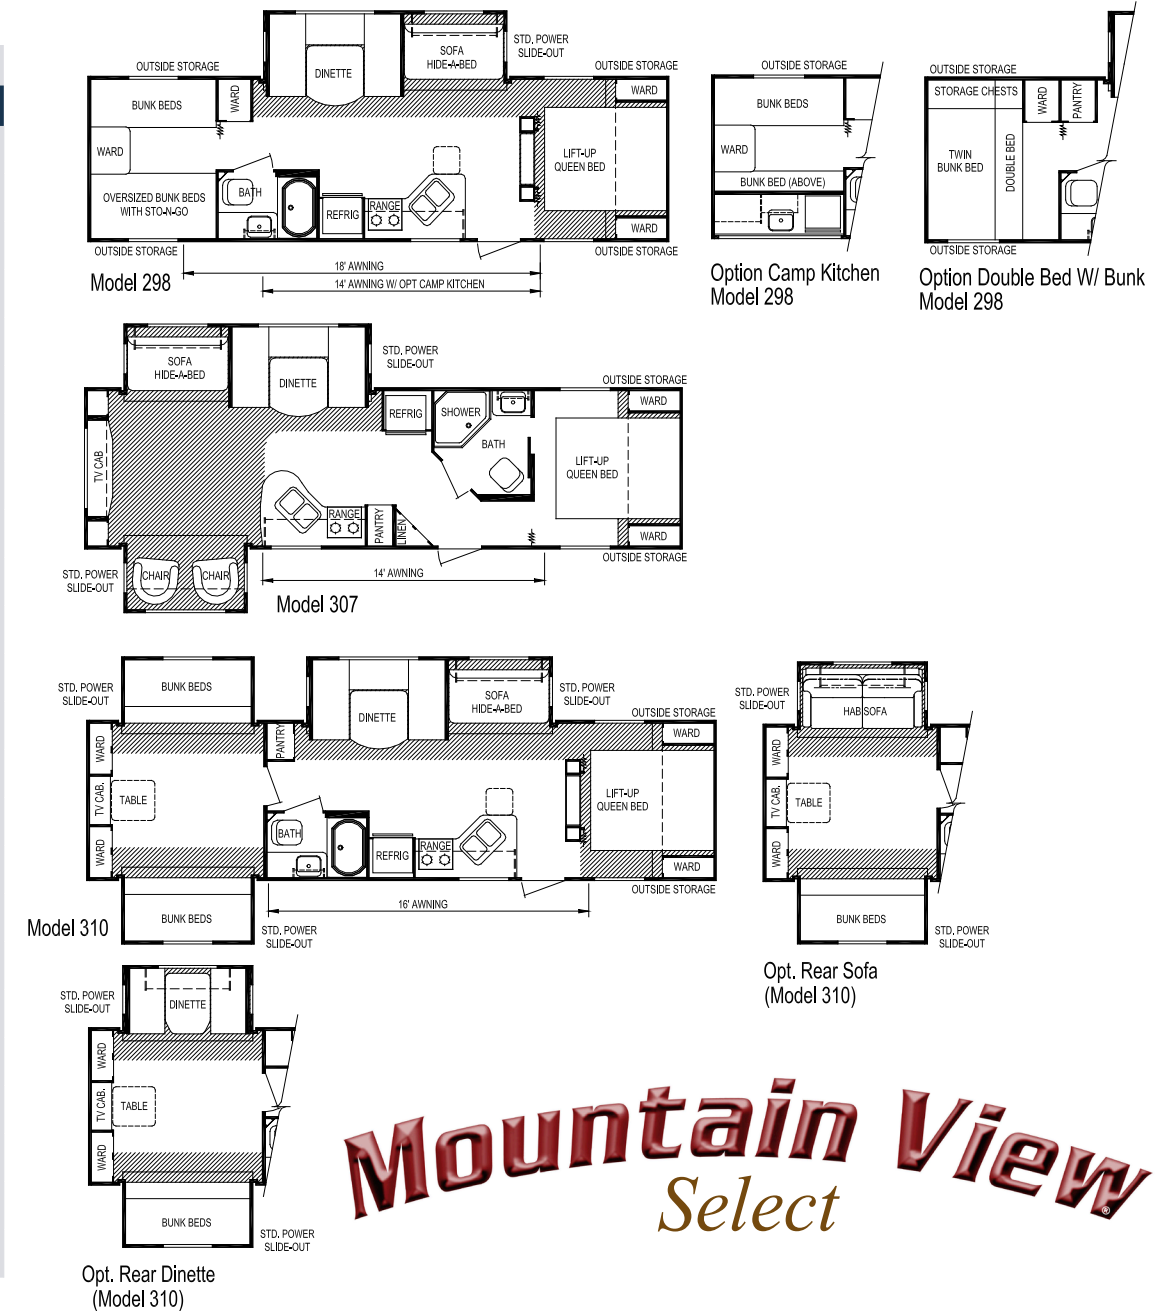 OUTSIDE STORAGE
DINETTE
SOFA
HIDE-A-BED
STD. POWER
SLIDE-OUT
OUTSIDE STORAGE
BUNK BEDS
WARD
WARD
WARD
OVERSIZED BUNK BEDS
WITH STO-N-GO
BATH
REFRIG
RANGE
LIFT-UP
QUEEN BED
WARD
OUTSIDE STORAGE
OUTSIDE STORAGE
18' AWNING
14' AWNING W/ OPT CAMP KITCHEN
Model 298
OUTSIDE STORAGE
BUNK BEDS
WARD
BUNK BED (ABOVE)
Option Camp Kitchen
Model 298
OUTSIDE STORAGE
STORAGE CHESTS
WARD
PANTRY
TWIN
BUNK BED
DOUBLE BED
OUTSIDE STORAGE
Option Double Bed W/ Bunk
Model 298
SOFA
HIDE-A-BED
DINETTE
STD. POWER
SLIDE-OUT
OUTSIDE STORAGE
WARD
REFRIG
SHOWER
BATH
TV CAB
LIFT-UP
QUEEN BED
RANGE
PANTRY
LINEN
WARD
OUTSIDE STORAGE
STD. POWER
SLIDE-OUT
CHAIR
CHAIR
14' AWNING
Model 307
STD. POWER
SLIDE-OUT
BUNK BEDS
DINETTE
SOFA
HIDE-A-BED
STD. POWER
SLIDE-OUT
OUTSIDE STORAGE
WARD
PANTRY
WARD
TV CAB.
TABLE
LIFT-UP
QUEEN BED
BATH
WARD
REFRIG
RANGE
WARD
OUTSIDE STORAGE
16' AWNING
BUNK BEDS
STD. POWER
SLIDE-OUT
Model 310
STD. POWER
SLIDE-OUT
HAB SOFA
WARD
TV CAB.
TABLE
WARD
BUNK BEDS
STD. POWER
SLIDE-OUT
Opt. Rear Sofa
(Model 310)
STD. POWER
SLIDE-OUT
DINETTE
WARD
TV CAB.
TABLE
WARD
BUNK BEDS
STD. POWER
SLIDE-OUT
Opt. Rear Dinette
(Model 310)
Mountain View®
Select